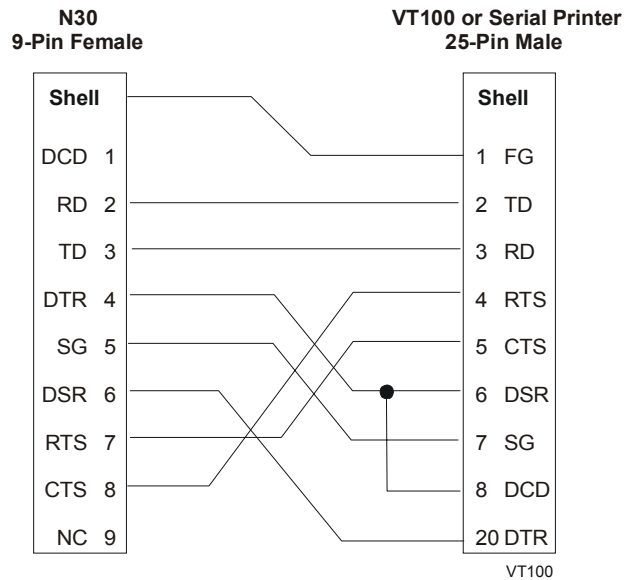 N30
9-Pin Female
VT100 or Serial Printer
25-Pin Male
Shell
DCD 1
RD 2
TD 3
DTR 4
SG 5
DSR 6
RTS 7
CTS 8
NC 9
Shell
1 FG
2 TD
3 RD
4 RTS
5 CTS
6 DSR
7 SG
8 DCD
20 DTR
VT100